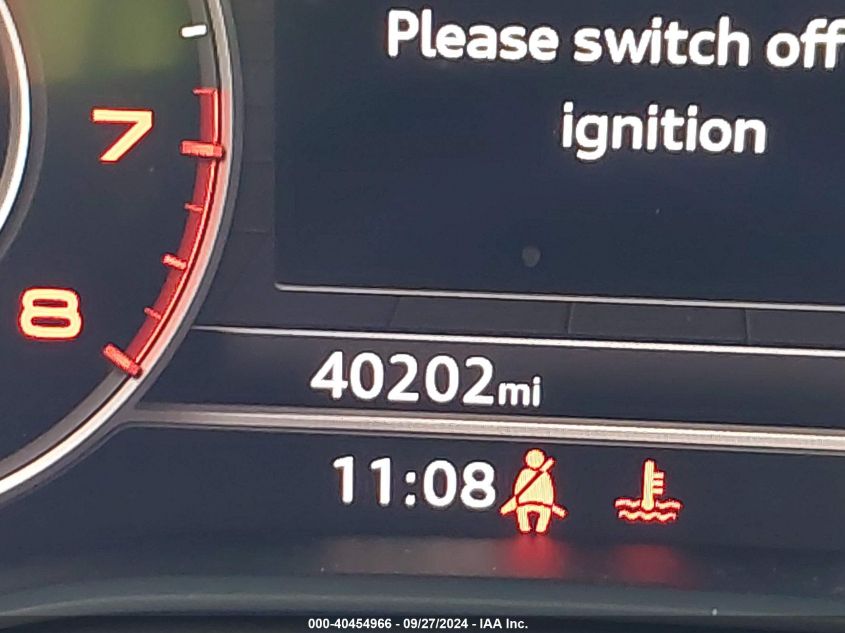 Please switch off
ignition
7
8
40202mi
11:08
000-40454966 - 09/27/2024 - IAA Inc.